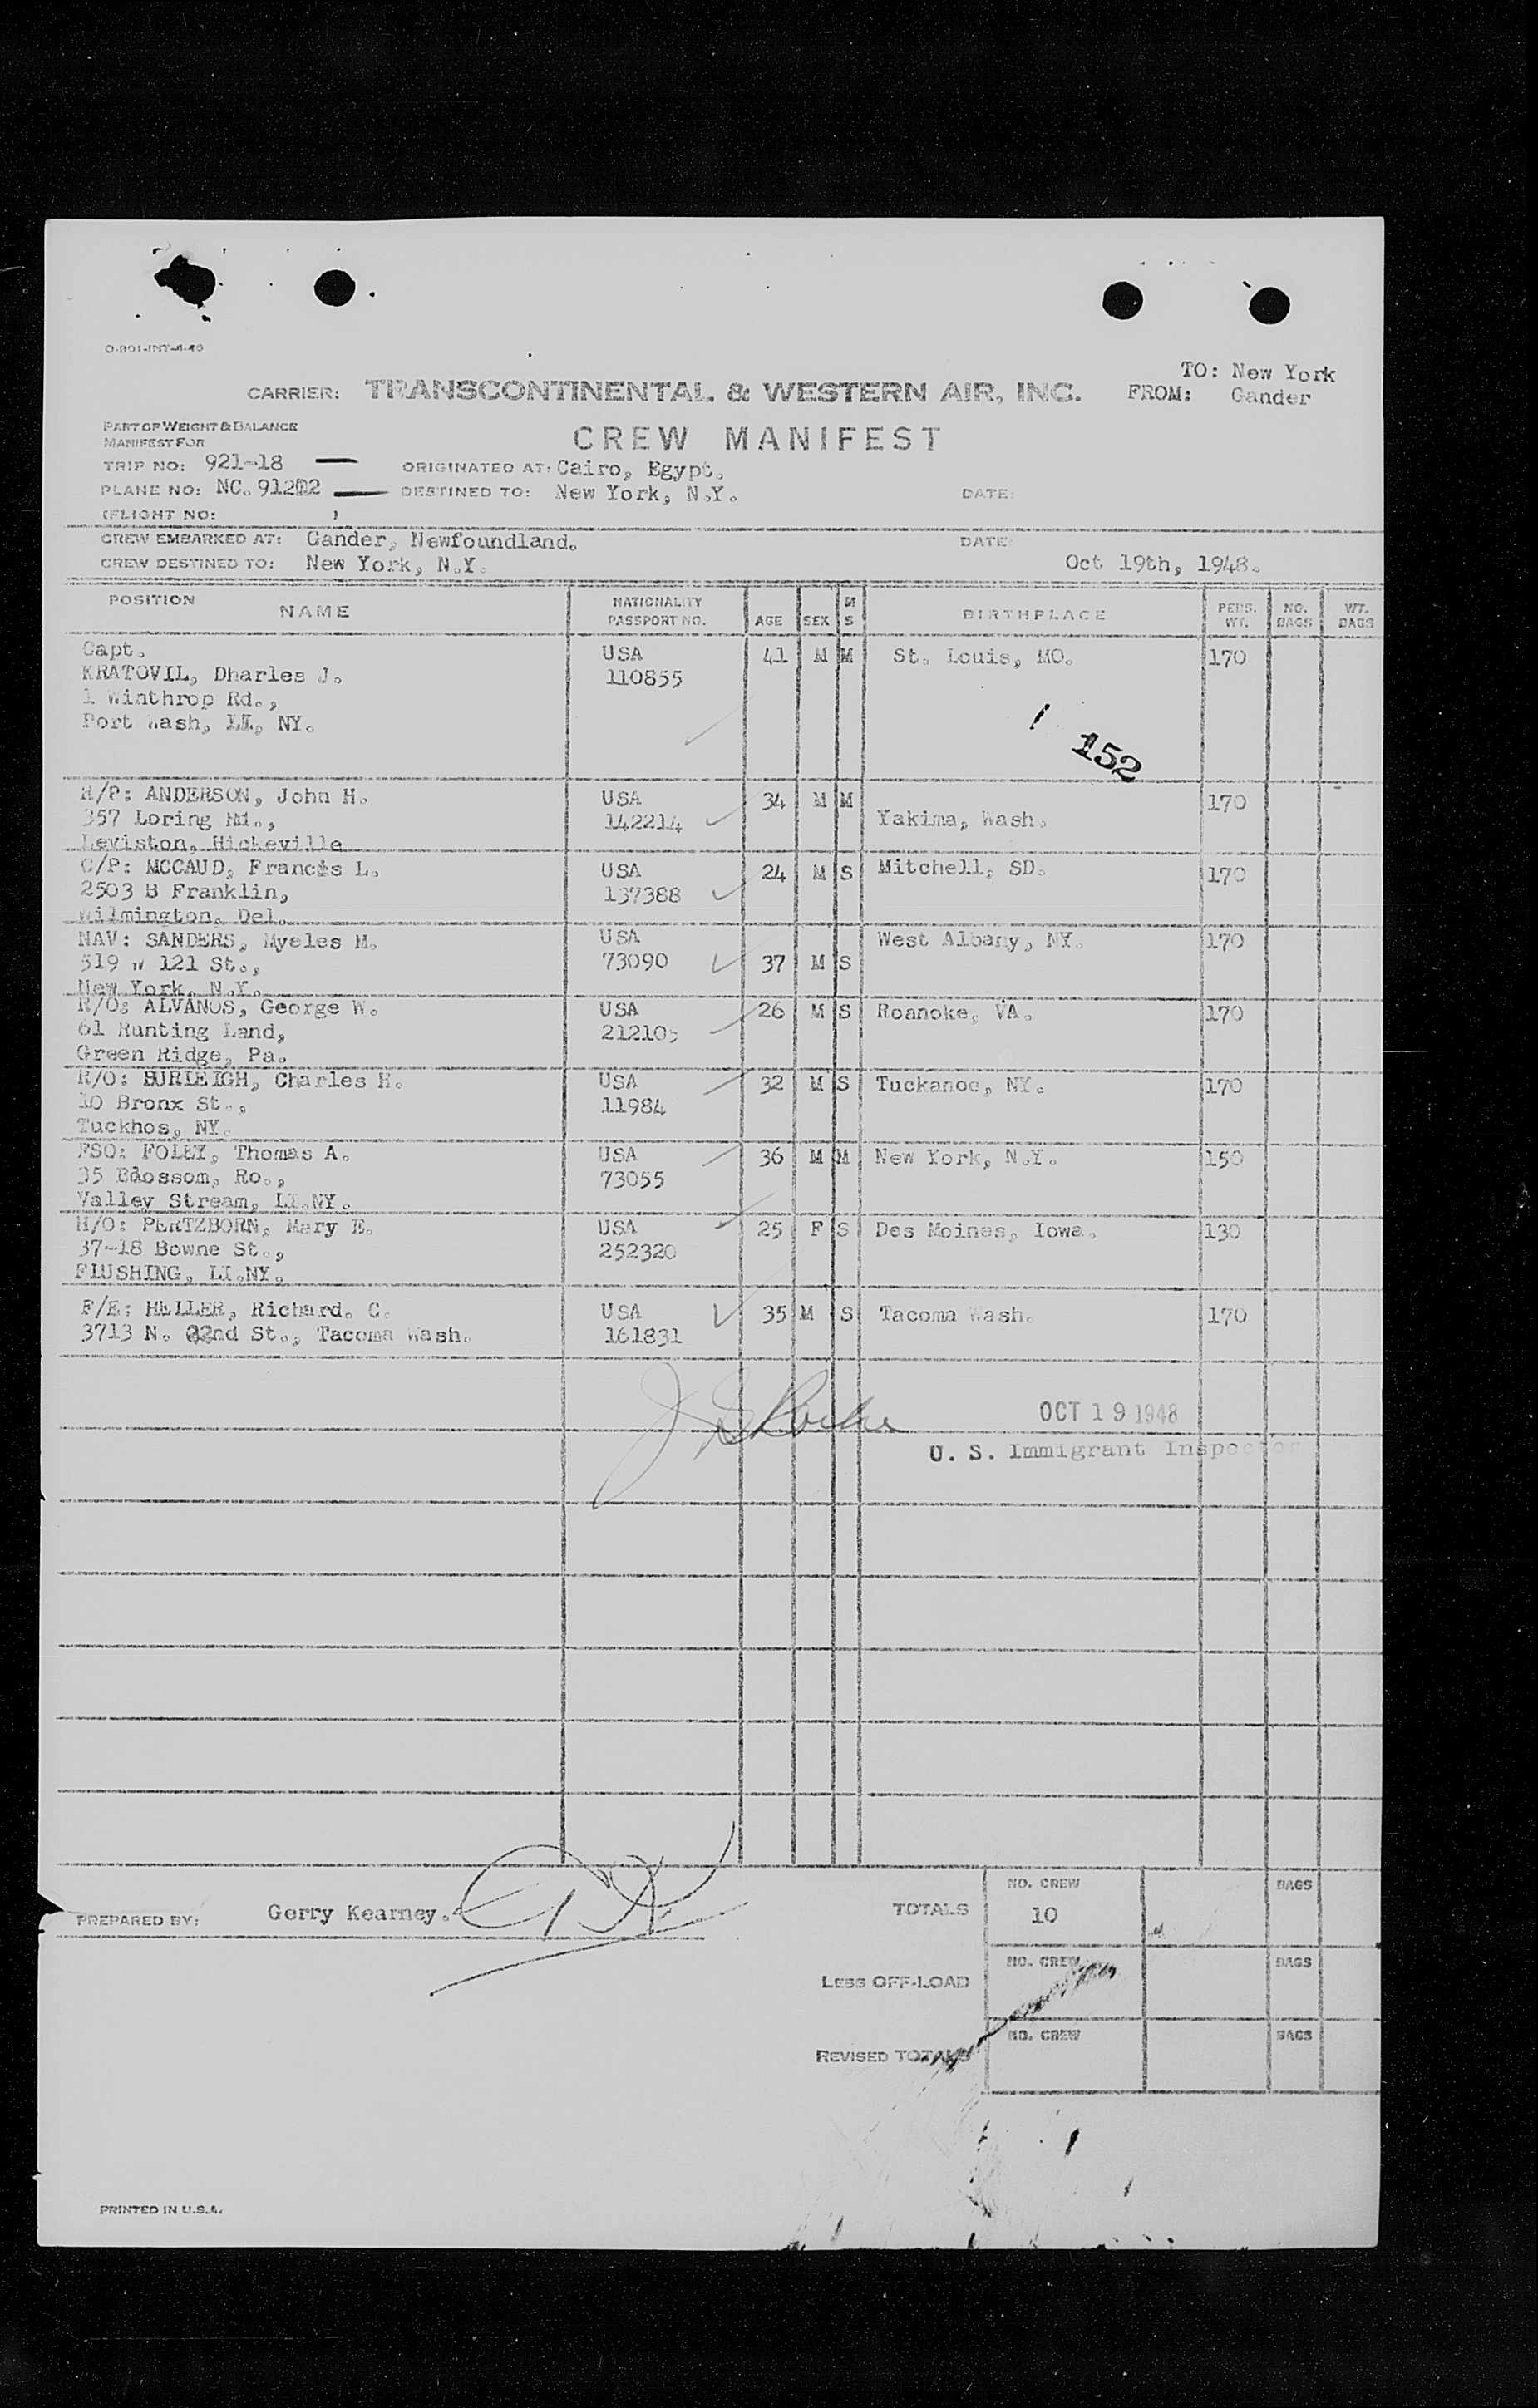 O-801-INT-4-46
TO: New York
CARRIER: TRANSCONTINENTAL & WESTERN AIR, INC. FROM: Gander
PART OF WEIGHT & BALANCE
MANIFEST FOR
CREW MANIFEST
TRIP NO: 921-18 ORIGINATED AT: Cairo, Egypt.
PLANE NO: NC. 91202 DESTINED TO: New York, N.Y. DATE:
(FLIGHT NO: )
CREW EMBARKED AT: Gander, Newfoundland. DATE:
CREW DESTINED TO: New York, N.Y. Oct 19th, 1948.
POSITION NAME NATIONALITY PASSPORT NO. AGE SEX M S BIRTHPLACE PERS. WT. NO. BAGS WT. BAGS
Capt. USA 41 M M St. Louis, MO. 170
KRATOVIL, Dharles J. 110855
1 Winthrop Rd.,
Port Wash, LI, NY.
152
R/P: ANDERSON, John H. USA 34 M M 170
357 Loring Rd., 142214 Yakima, Wash.
Leviston, Hickeville
C/P: MCCAUD, Francis L. USA 24 M S Mitchell, SD. 170
2503 B Franklin, 137388
Wilmington, Del.
NAV: SANDERS, Myeles M. USA West Albany, NY. 170
519 W 121 St., 73090 37 M S
New York, N.Y.
R/O: ALVANOS, George W. USA 26 M S Roanoke, VA. 170
61 Hunting Land, 212105
Green Ridge, Pa.
R/O: BURLEIGH, Charles H. USA 32 M S Tuckanoe, NY. 170
10 Bronx St., 11984
Tuckhos, NY.
FSO: FOLEY, Thomas A. USA 36 M M New York, N.Y. 150
35 Blossom, Ro., 73055
Valley Stream, LI.NY.
H/O: PERTZBORN, Mary E. USA 25 F S Des Moines, Iowa. 130
37-18 Bowne St., 252320
FLUSHING, LI.NY.
F/E: HELLER, Richard. C. USA 35 M S Tacoma Wash. 170
3713 N. 22nd St., Tacoma Wash. 161831
OCT 19 1948
U. S. Immigrant Inspector
NO. CREW BAGS
PREPARED BY: Gerry Kearney. TOTALS 10
NO. CREW BAGS
LESS OFF-LOAD
NO. CREW BAGS
REVISED TOTALS
PRINTED IN U.S.A.